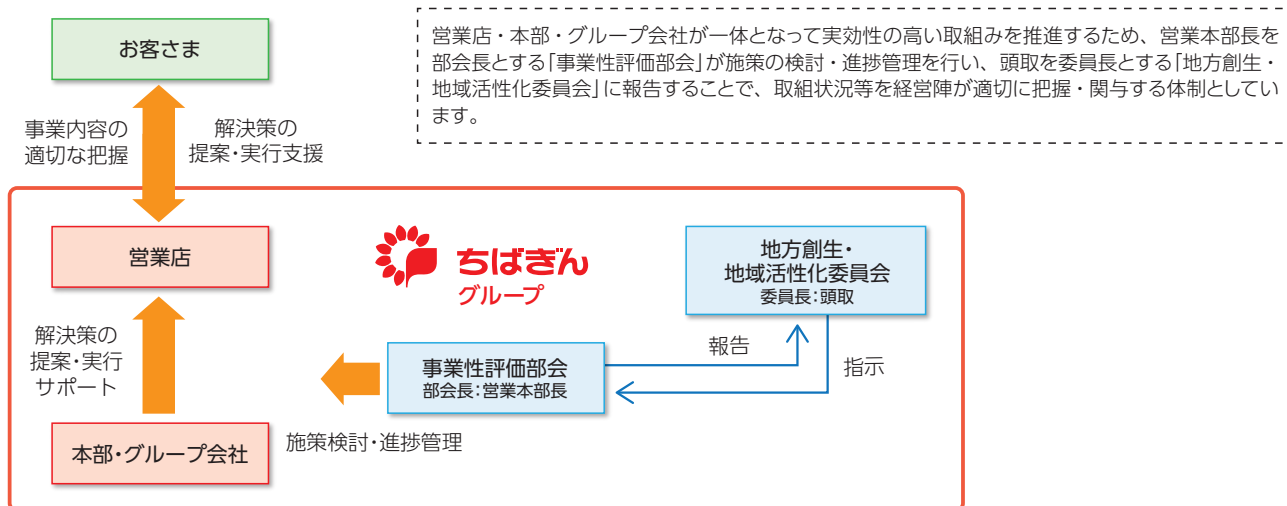 お客さま
営業店・本部・グループ会社が一体となって実効性の高い取組みを推進するため、営業本部長を
部会長とする「事業性評価部会」が施策の検討・進捗管理を行い、頭取を委員長とする「地方創生・
地域活性化委員会」に報告することで、取組状況等を経営陣が適切に把握・関与する体制としてい
ます。
事業内容の
適切な把握
解決策の
提案・実行支援
営業店
ちばぎん
グループ
地方創生・
地域活性化委員会
委員長：頭取
解決策の
提案・実行
サポート
事業性評価部会
部会長：営業本部長
報告
指示
施策検討・進捗管理
本部・グループ会社